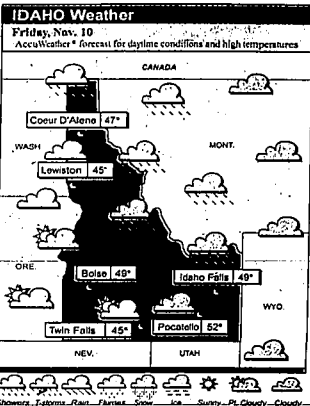 IDAHO Weather
Friday, Nov. 10
AccuWeather® forecast for daytime conditions and high temperatures
CANADA
Coeur D'Alene 47°
WASH
MONT.
Lewiston 45°
ORE.
Boise 49°
Idaho Falls 49°
WYO.
Twin Falls 45°
Pocatello 52°
NEV.
UTAH
Showers T-storms Rain Flurries Snow Ice Sunny Pt. Cloudy Cloudy